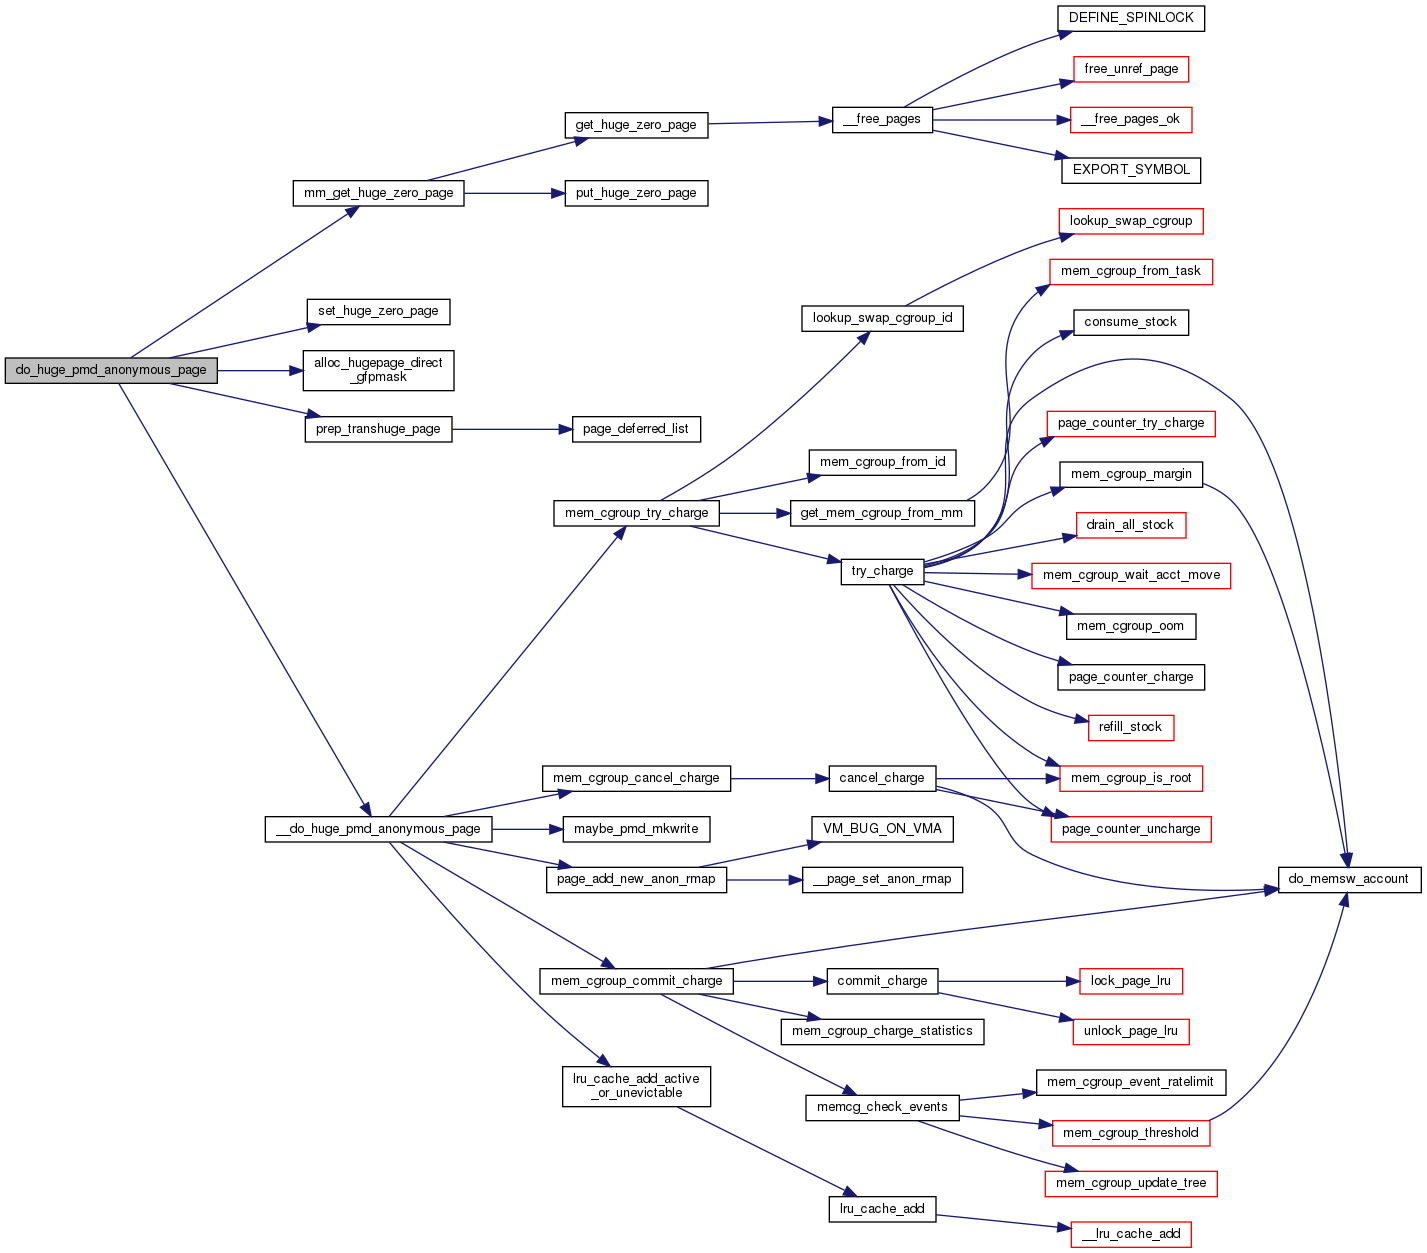 DEFINE_SPINLOCK
free_unref_page
get_huge_zero_page
__free_pages
__free_pages_ok
EXPORT_SYMBOL
mm_get_huge_zero_page
put_huge_zero_page
lookup_swap_cgroup
mem_cgroup_from_task
set_huge_zero_page
lookup_swap_cgroup_id
consume_stock
do_huge_pmd_anonymous_page
alloc_hugepage_direct
_gfpmask
prep_transhuge_page
page_deferred_list
page_counter_try_charge
mem_cgroup_from_id
mem_cgroup_margin
mem_cgroup_try_charge
get_mem_cgroup_from_mm
drain_all_stock
try_charge
mem_cgroup_wait_acct_move
mem_cgroup_oom
page_counter_charge
refill_stock
mem_cgroup_cancel_charge
cancel_charge
mem_cgroup_is_root
__do_huge_pmd_anonymous_page
maybe_pmd_mkwrite
VM_BUG_ON_VMA
page_counter_uncharge
page_add_new_anon_rmap
__page_set_anon_rmap
do_memsw_account
mem_cgroup_commit_charge
commit_charge
lock_page_lru
mem_cgroup_charge_statistics
unlock_page_lru
lru_cache_add_active
_or_unevictable
mem_cgroup_event_ratelimit
memcg_check_events
mem_cgroup_threshold
mem_cgroup_update_tree
lru_cache_add
__lru_cache_add